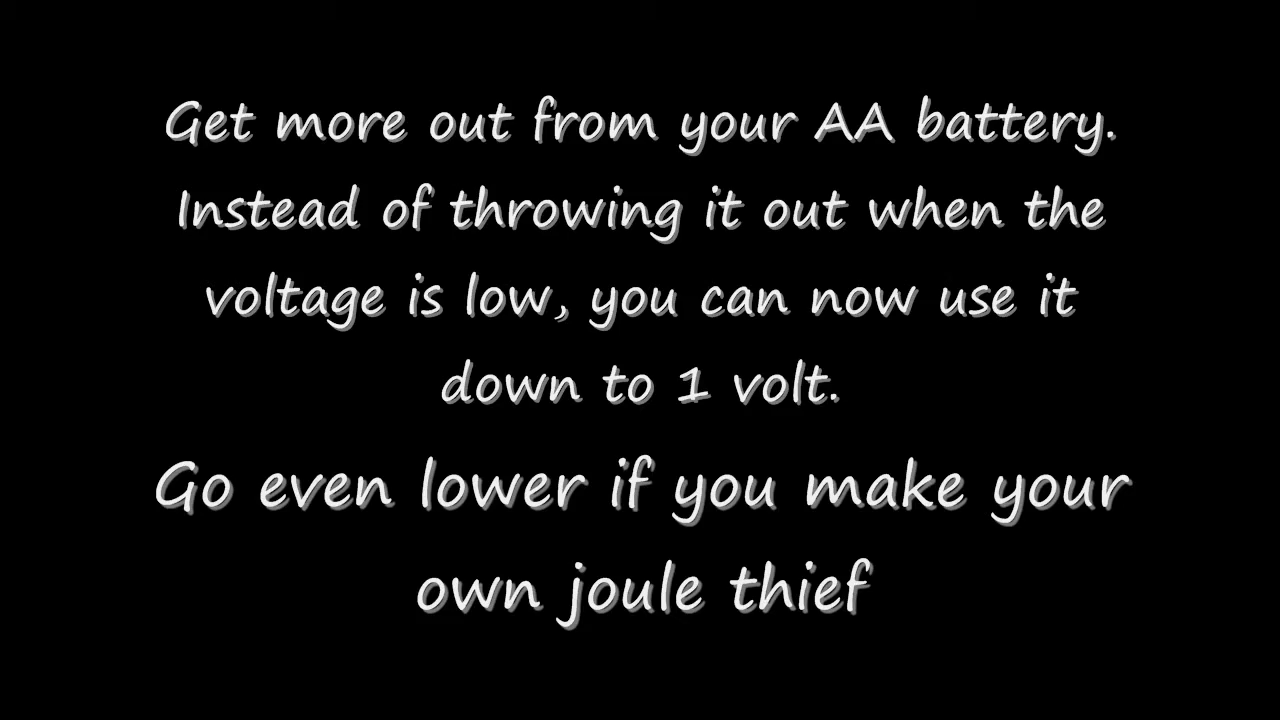 Get more out from your AA battery.
Instead of throwing it out when the
voltage is low, you can now use it
down to 1 volt.
Go even lower if you make your
own joule thief